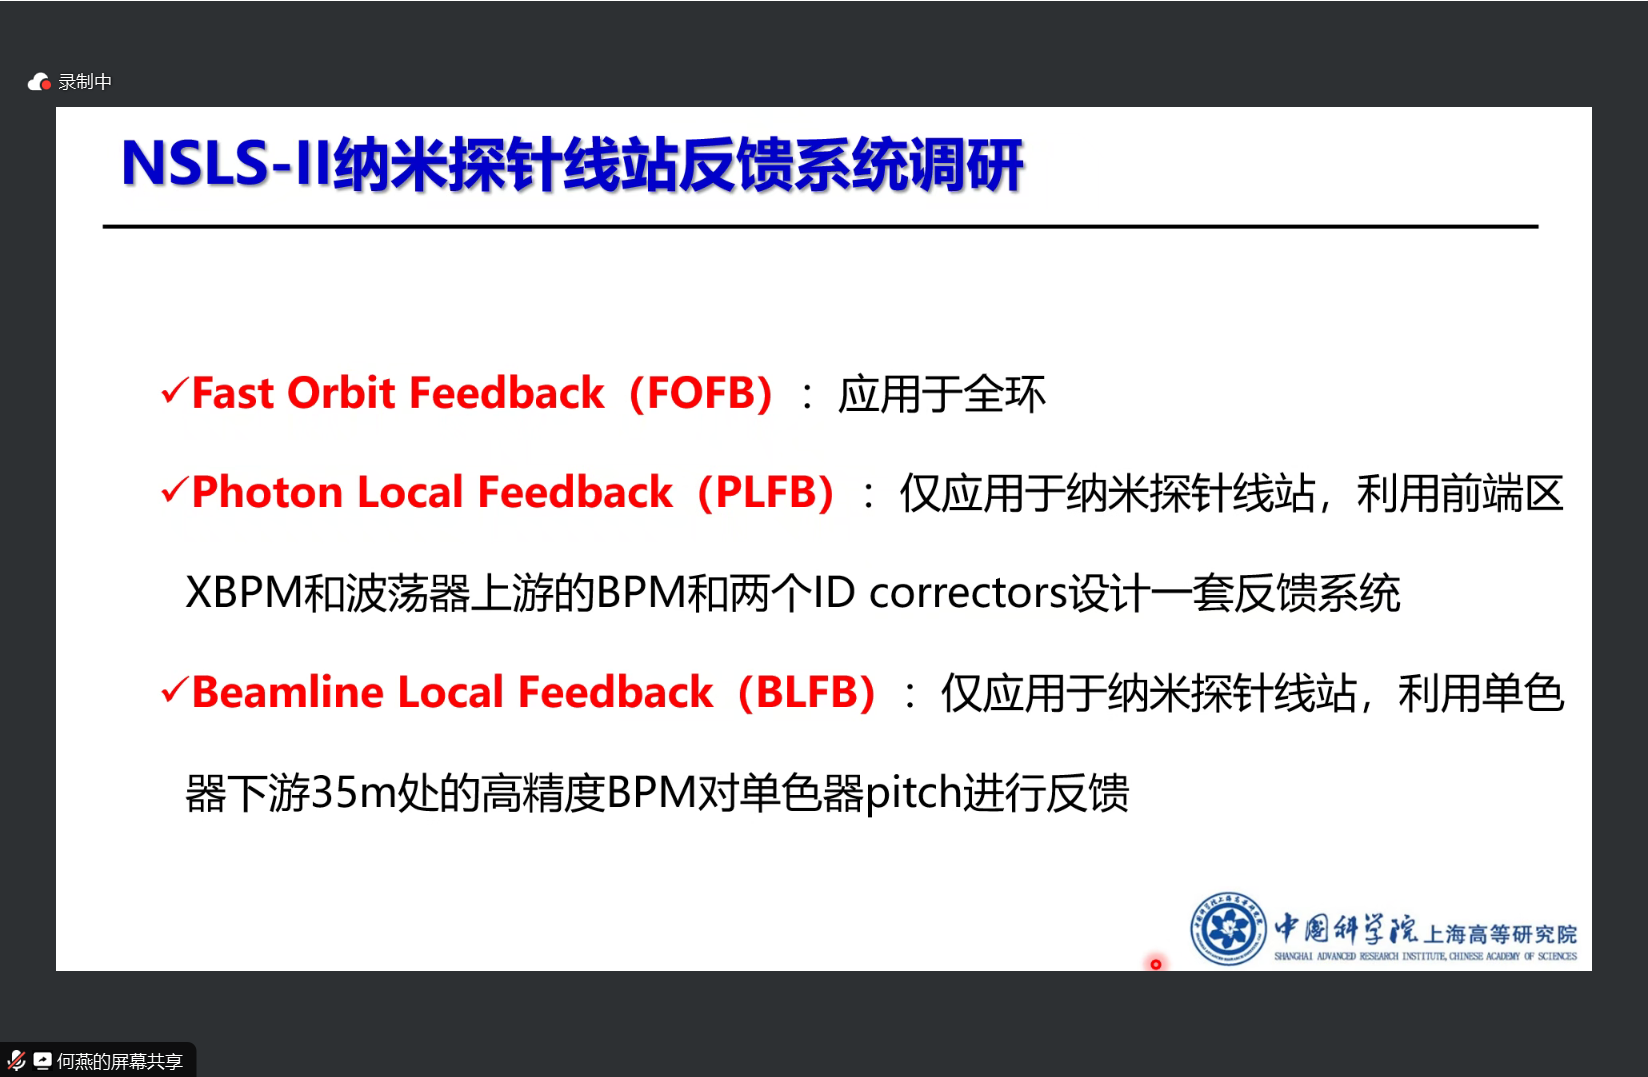 录制中
NSLS-II纳米探针线站反馈系统调研
✓Fast Orbit Feedback（FOFB）：应用于全环
✓Photon Local Feedback（PLFB）：仅应用于纳米探针线站，利用前端区
XBPM和波荡器上游的BPM和两个ID correctors设计一套反馈系统
✓Beamline Local Feedback（BLFB）：仅应用于纳米探针线站，利用单色
器下游35m处的高精度BPM对单色器pitch进行反馈
中国科学院上海高等研究院
SHANGHAI ADVANCED RESEARCH INSTITUTE, CHINESE ACADEMY OF SCIENCES
何燕的屏幕共享